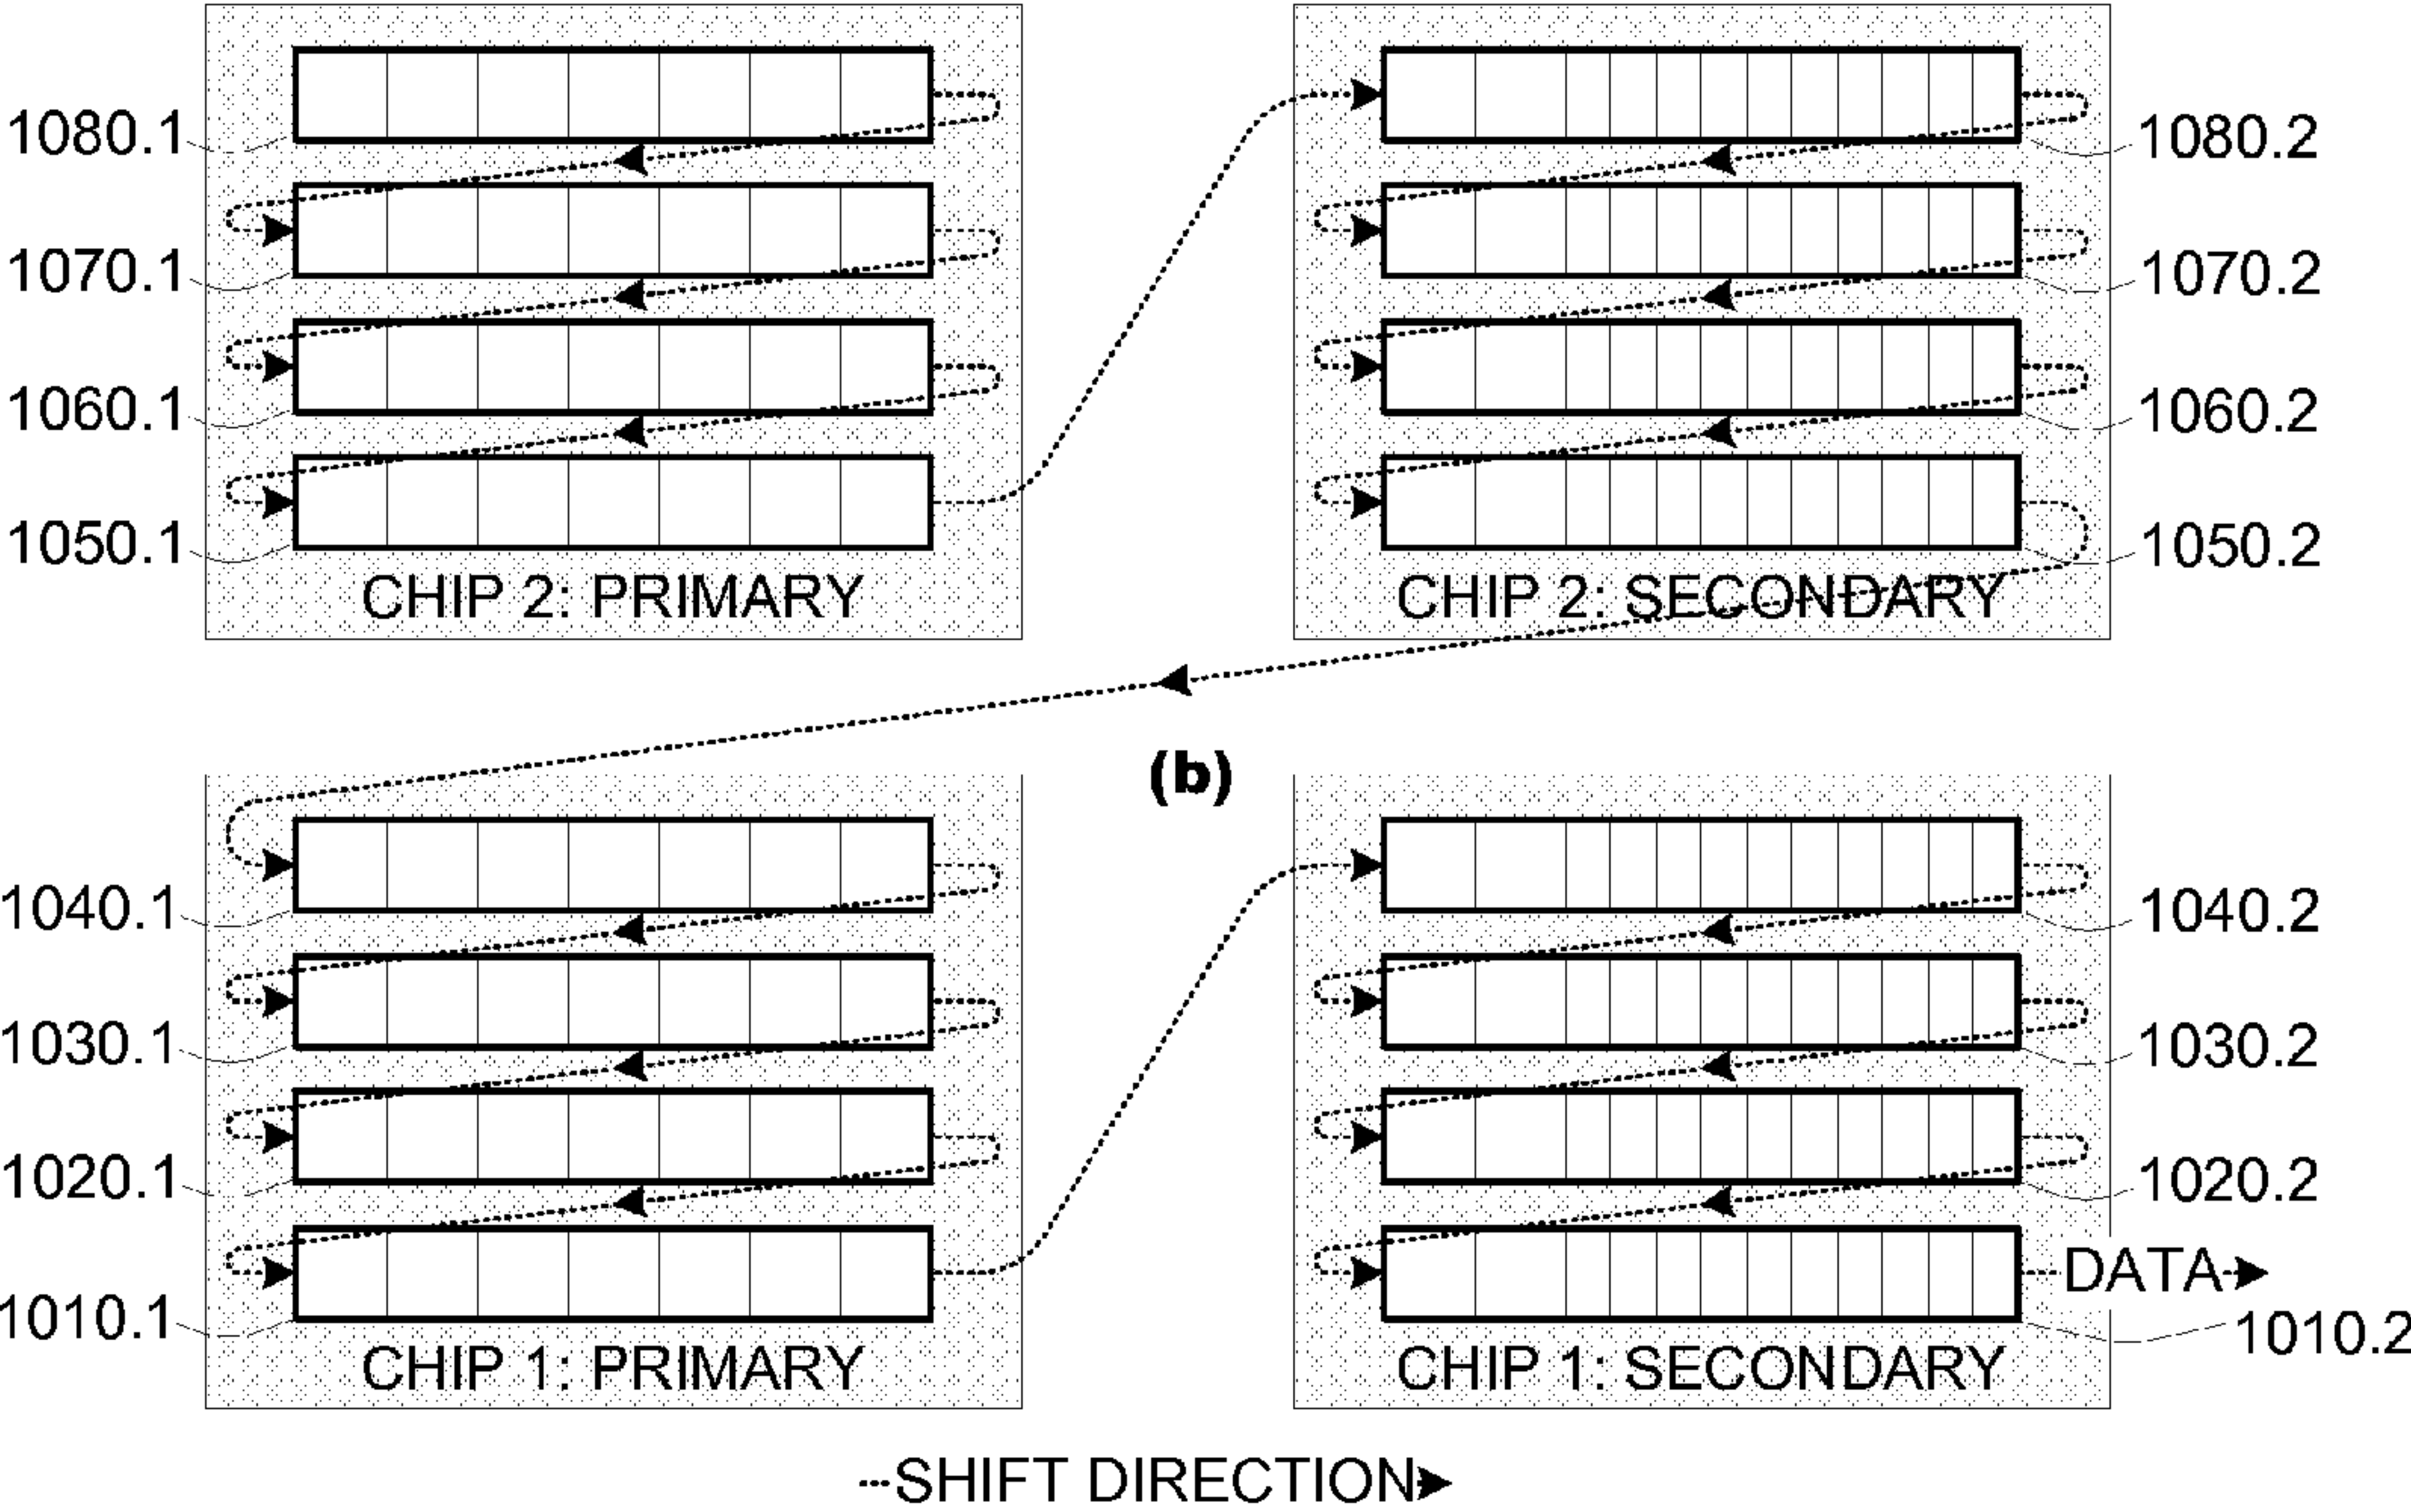 1080.1
1080.2
1070.1
1070.2
1060.1
1060.2
1050.1
1050.2
CHIP 2: PRIMARY
CHIP 2: SECONDARY
(b)
1040.1
1040.2
1030.1
1030.2
1020.1
1020.2
DATA
1010.1
1010.2
CHIP 1: PRIMARY
CHIP 1: SECONDARY
SHIFT DIRECTION